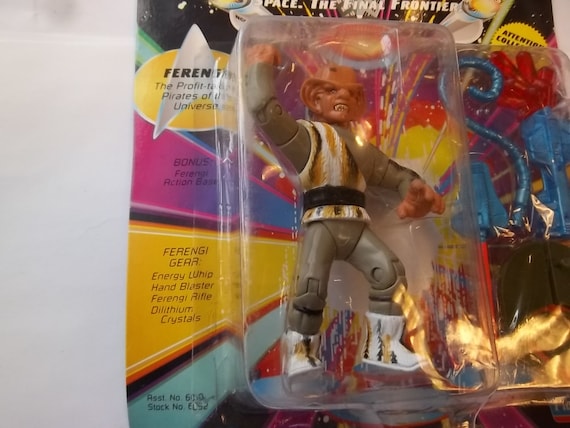 SPACE. THE FINAL FRONTIER
ATTENTION
FERENGI
The Profit-
Pirates of
Universe
BONUS:
Ferengi
Action Base
FERENGI
GEAR:
Energy Whip
Hand Blaster
Ferengi Rifle
Dilithium
Crystals
Asst. No.
Stock No.